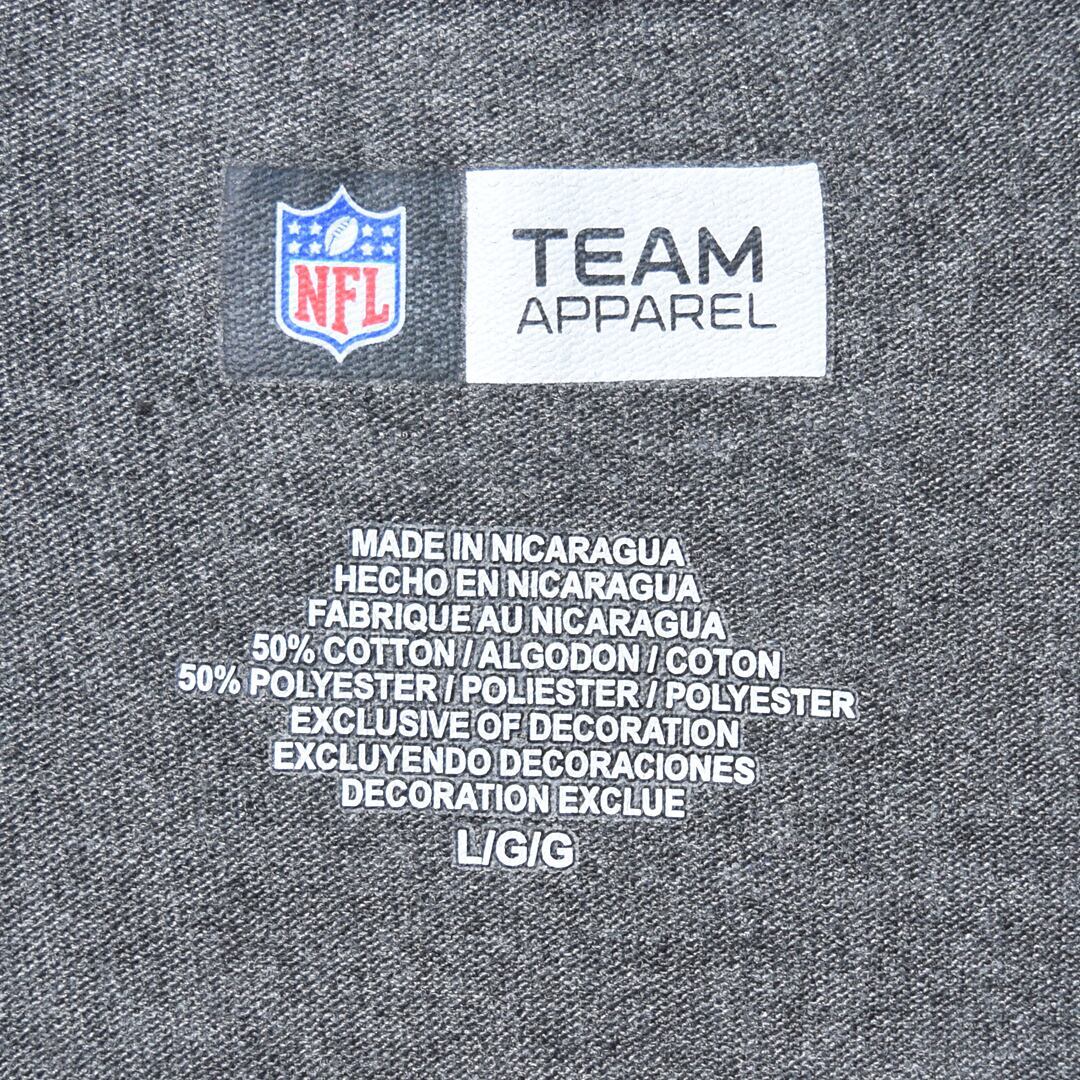 NFL
TEAM
APPAREL
MADE IN NICARAGUA
HECHO EN NICARAGUA
FABRIQUE AU NICARAGUA
50% COTTON / ALGODON / COTON
50% POLYESTER / POLIESTER / POLYESTER
EXCLUSIVE OF DECORATION
EXCLUYENDO DECORACIONES
DECORATION EXCLUE
L/G/G